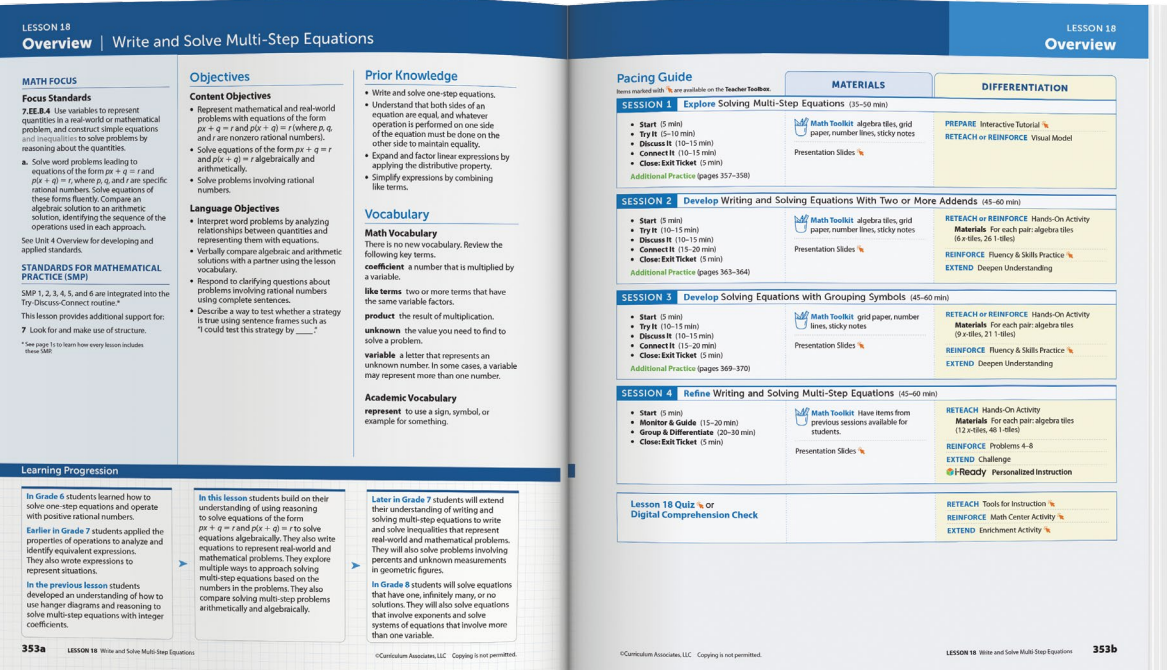 LESSON 18
Overview | Write and Solve Multi-Step Equations
MATH FOCUS
Focus Standards
7.EE.B.4 Use variables to represent
quantities in a real-world or mathematical
problem, and construct simple equations
and inequalities to solve problems by
reasoning about the quantities.
a. Solve word problems leading to
equations of the form px + q = r and
p(x + q) = r, where p, q, and r are specific
rational numbers. Solve equations of
these forms fluently. Compare an
algebraic solution to an arithmetic
solution, identifying the sequence of the
operations used in each approach.
See Unit 4 Overview for developing and
applied standards.
STANDARDS FOR MATHEMATICAL
PRACTICE (SMP)
SMP 1, 2, 3, 4, 5, and 6 are integrated into the
Try-Discuss-Connect routine.*
This lesson provides additional support for:
7 Look for and make use of structure.
* See page 1s to learn how every lesson includes
these SMP.
Objectives
Content Objectives
• Represent mathematical and real-world
problems with equations of the form
px + q = r and p(x + q) = r (where p, q,
and r are nonzero rational numbers).
• Solve equations of the form px + q = r
and p(x + q) = r algebraically and
arithmetically.
• Solve problems involving rational
numbers.
Language Objectives
• Interpret word problems by analyzing
relationships between quantities and
representing them with equations.
• Verbally compare algebraic and arithmetic
solutions with a partner using the lesson
vocabulary.
• Respond to clarifying questions about
problems involving rational numbers
using complete sentences.
• Describe a way to test whether a strategy
is true using sentence frames such as
"I could test this strategy by ____."
Prior Knowledge
• Write and solve one-step equations.
• Understand that both sides of an
equation are equal, and whatever
operation is performed on one side
of the equation must be done on the
other side to maintain equality.
• Expand and factor linear expressions by
applying the distributive property.
• Simplify expressions by combining
like terms.
Vocabulary
Math Vocabulary
There is no new vocabulary. Review the
following key terms.
coefficient a number that is multiplied by
a variable.
like terms two or more terms that have
the same variable factors.
product the result of multiplication.
unknown the value you need to find to
solve a problem.
variable a letter that represents an
unknown number. In some cases, a variable
may represent more than one number.
Academic Vocabulary
represent to use a sign, symbol, or
example for something.
Learning Progression
In Grade 6 students learned how to
solve one-step equations and operate
with positive rational numbers.
Earlier in Grade 7 students applied the
properties of operations to analyze and
identify equivalent expressions.
They also wrote expressions to
represent situations.
In the previous lesson students
developed an understanding of how to
use hanger diagrams and reasoning to
solve multi-step equations with integer
coefficients.
In this lesson students build on their
understanding of using reasoning
to solve equations of the form
px + q = r and p(x + q) = r to solve
equations algebraically. They also write
equations to represent real-world and
mathematical problems. They explore
multiple ways to approach solving
multi-step equations based on the
numbers in the problems. They also
compare solving multi-step problems
arithmetically and algebraically.
Later in Grade 7 students will extend
their understanding of writing and
solving multi-step equations to write
and solve inequalities that represent
real-world and mathematical problems.
They will also solve problems involving
percents and unknown measurements
in geometric figures.
In Grade 8 students will solve equations
that have one, infinitely many, or no
solutions. They will also solve equations
that involve exponents and solve
systems of equations that involve more
than one variable.
353a LESSON 18 Write and Solve Multi-Step Equations
©Curriculum Associates, LLC Copying is not permitted.
LESSON 18
Overview
Pacing Guide
Items marked with are available on the Teacher Toolbox.
MATERIALS
DIFFERENTIATION
SESSION 1 Explore Solving Multi-Step Equations (35–50 min)
• Start (5 min)
• Try It (5–10 min)
• Discuss It (10–15 min)
• Connect It (10–15 min)
• Close: Exit Ticket (5 min)
Additional Practice (pages 357–358)
Math Toolkit algebra tiles, grid
paper, number lines, sticky notes
Presentation Slides
PREPARE Interactive Tutorial
RETEACH or REINFORCE Visual Model
SESSION 2 Develop Writing and Solving Equations With Two or More Addends (45–60 min)
• Start (5 min)
• Try It (10–15 min)
• Discuss It (10–15 min)
• Connect It (15–20 min)
• Close: Exit Ticket (5 min)
Additional Practice (pages 363–364)
Math Toolkit algebra tiles, grid
paper, number lines, sticky notes
Presentation Slides
RETEACH or REINFORCE Hands-On Activity
Materials For each pair: algebra tiles
(6 x-tiles, 26 1-tiles)
REINFORCE Fluency & Skills Practice
EXTEND Deepen Understanding
SESSION 3 Develop Solving Equations with Grouping Symbols (45–60 min)
• Start (5 min)
• Try It (10–15 min)
• Discuss It (10–15 min)
• Connect It (15–20 min)
• Close: Exit Ticket (5 min)
Additional Practice (pages 369–370)
Math Toolkit grid paper, number
lines, sticky notes
Presentation Slides
RETEACH or REINFORCE Hands-On Activity
Materials For each pair: algebra tiles
(9 x-tiles, 21 1-tiles)
REINFORCE Fluency & Skills Practice
EXTEND Deepen Understanding
SESSION 4 Refine Writing and Solving Multi-Step Equations (45–60 min)
• Start (5 min)
• Monitor & Guide (15–20 min)
• Group & Differentiate (20–30 min)
• Close: Exit Ticket (5 min)
Math Toolkit Have items from
previous sessions available for
students.
Presentation Slides
RETEACH Hands-On Activity
Materials For each pair: algebra tiles
(12 x-tiles, 48 1-tiles)
REINFORCE Problems 4–8
EXTEND Challenge
i-Ready Personalized Instruction
Lesson 18 Quiz or
Digital Comprehension Check
RETEACH Tools for Instruction
REINFORCE Math Center Activity
EXTEND Enrichment Activity
©Curriculum Associates, LLC Copying is not permitted.
LESSON 18 Write and Solve Multi-Step Equations 353b